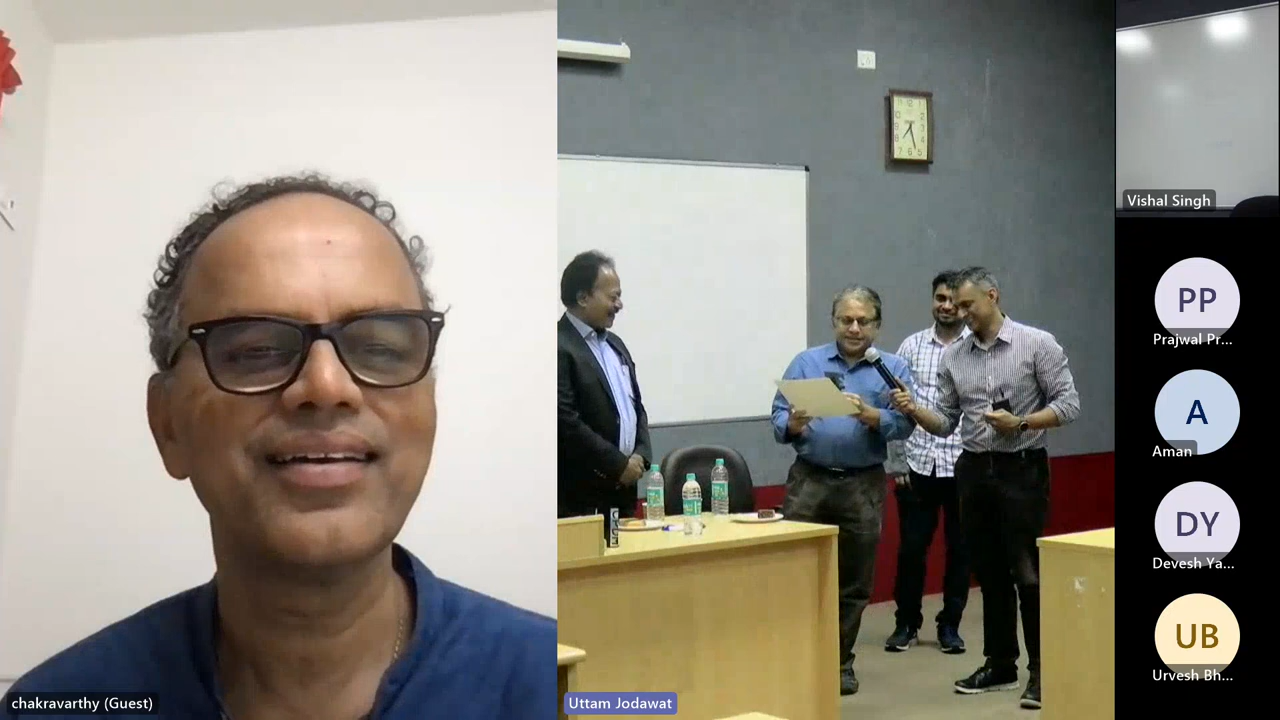 chakravarthy (Guest)
Uttam Jodawat
Vishal Singh
PP
Prajwal Pr...
A
Aman
DY
Devesh Ya...
UB
Urvesh Bh...